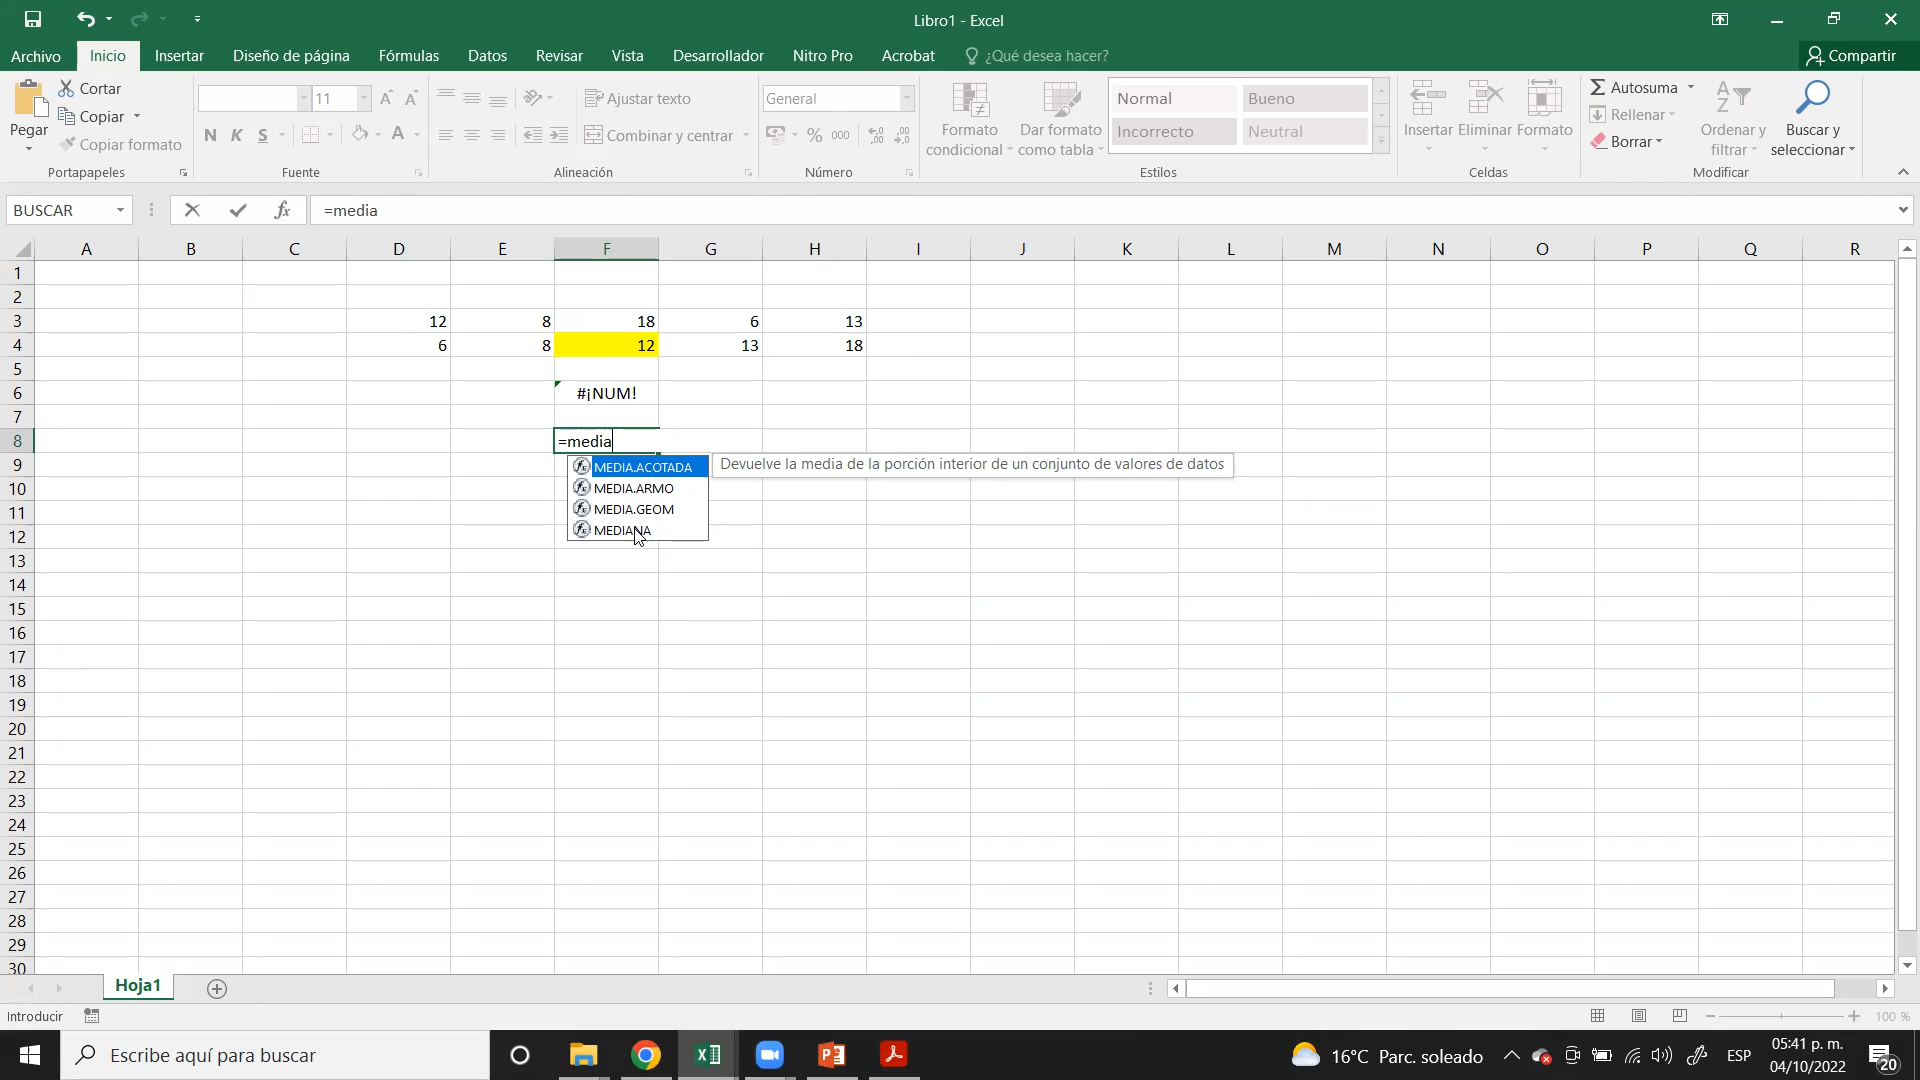 Libro1 - Excel
Archivo Inicio Insertar Diseño de página Fórmulas Datos Revisar Vista Desarrollador Nitro Pro Acrobat ¿Qué desea hacer? Compartir
Pegar Cortar Copiar Copiar formato
Portapapeles
11
N K S A A A
Fuente
Ajustar texto
Combinar y centrar
Alineación
General
% 000
Número
Formato condicional
Dar formato como tabla
Normal Bueno
Incorrecto Neutral
Estilos
Insertar Eliminar Formato
Celdas
Autosuma
Rellenar
Borrar
Ordenar y filtrar
Buscar y seleccionar
Modificar
BUSCAR fx =media
A B C D E F G H I J K L M N O P Q R
1
2
3 12 8 18 6 13
4 6 8 12 13 18
5
6 #¡NUM!
7
8 =media
9 MEDIA.ACOTADA Devuelve la media de la porción interior de un conjunto de valores de datos
10 MEDIA.ARMO
11 MEDIA.GEOM
12 MEDIANA
13
14
15
16
17
18
19
20
21
22
23
24
25
26
27
28
29
30
Hoja1
Introducir 100 %
Escribe aquí para buscar
16°C Parc. soleado ESP 05:41 p. m.
04/10/2022 20